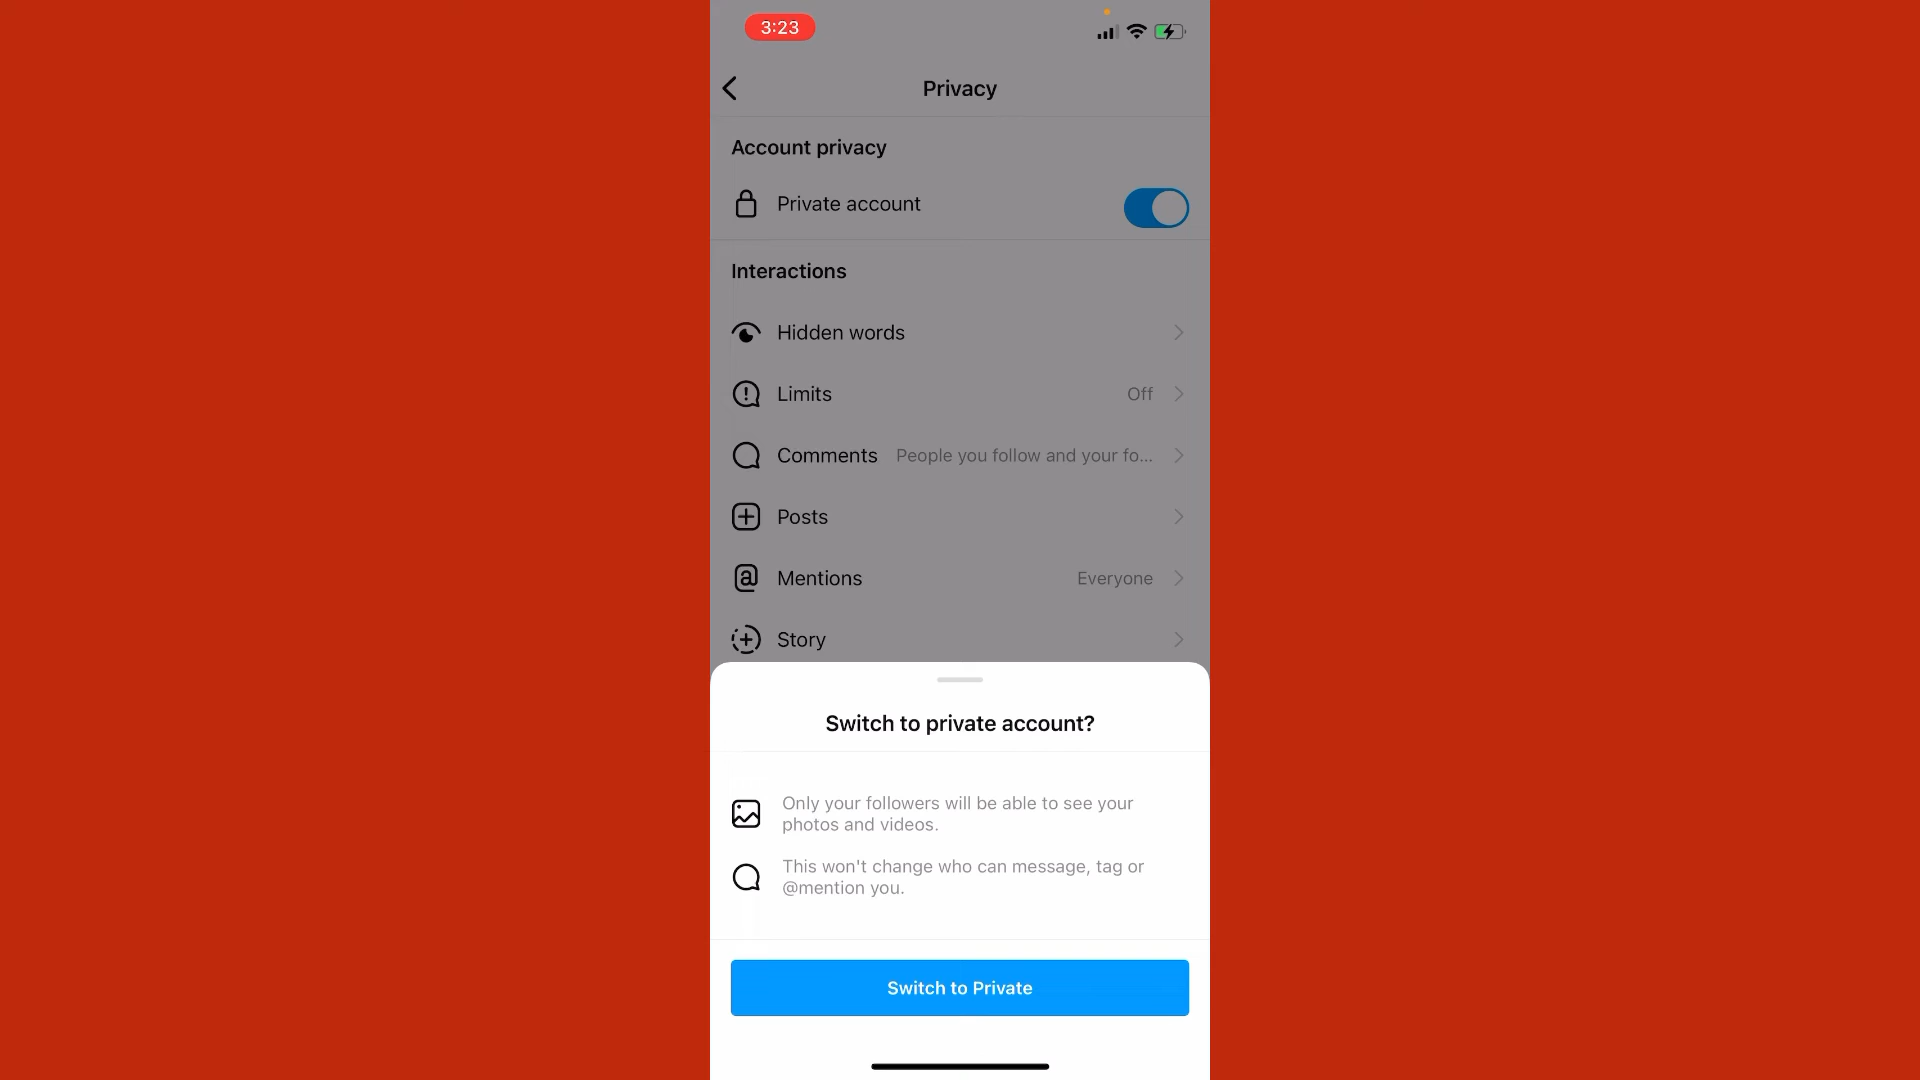 3:23
Privacy
Account privacy
Private account
Interactions
Hidden words
Limits Off
Comments People you follow and your fo...
Posts
Mentions Everyone
Story
Switch to private account?
Only your followers will be able to see your
photos and videos.
This won't change who can message, tag or
@mention you.
Switch to Private